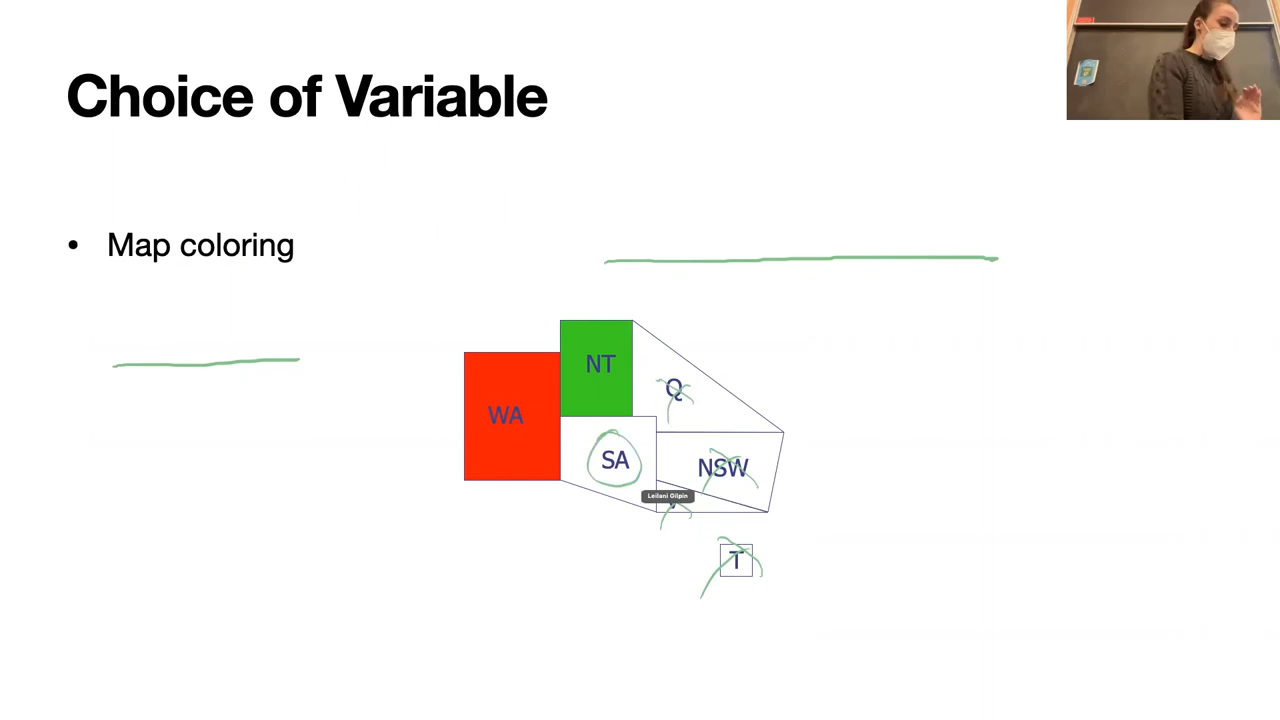 Choice of Variable
• Map coloring
NT
Q
WA
SA
NSW
Leilani Gilpin
T